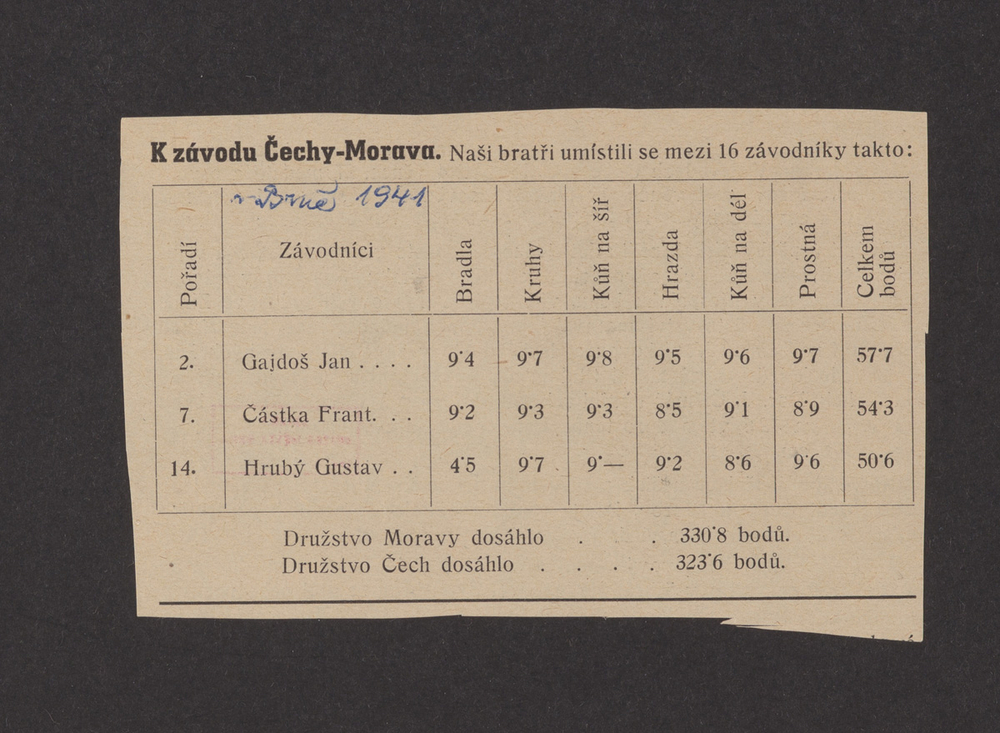 K závodu Čechy-Morava. Naši bratři umístili se mezi 16 závodníky takto:
v Brně 1941
Pořadí Závodníci Bradla Kruhy Kůň na šíř Hrazda Kůň na dél Prostná Celkem bodů
2. Gajdoš Jan . . . . 9·4 9·7 9·8 9·5 9·6 9·7 57·7
7. Částka Frant. . . 9·2 9·3 9·3 8·5 9·1 8·9 54·3
14. Hrubý Gustav . . 4·5 9·7 9·— 9·2 8·6 9·6 50·6
Družstvo Moravy dosáhlo . . 330·8 bodů.
Družstvo Čech dosáhlo . . . . 323·6 bodů.